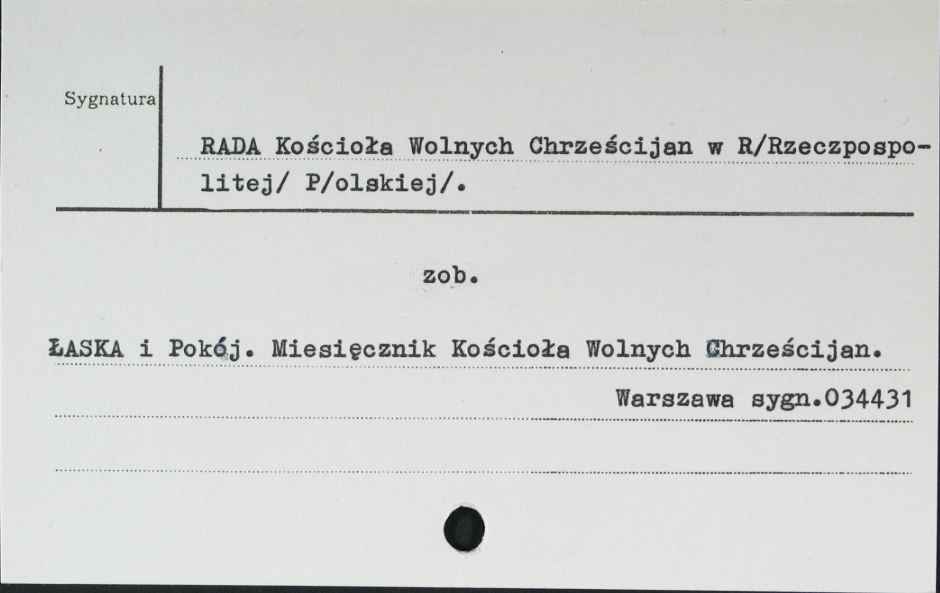 Sygnatura
RADA Kościoła Wolnych Chrześcijan w R/Rzeczpospo-
litej/ P/olskiej/.
zob.
ŁASKA i Pokój. Miesięcznik Kościoła Wolnych Chrześcijan.
Warszawa sygn.034431